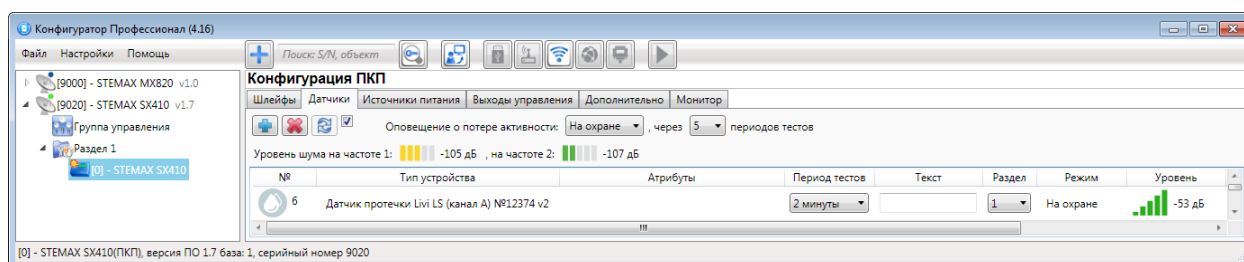 Конфигуратор Профессионал (4.16)
Файл Настройки Помощь
Поиск: S/N, объект
[9000] - STEMAX MX820 v1.0
[9020] - STEMAX SX410 v1.7
Группа управления
Раздел 1
[0] - STEMAX SX410
Конфигурация ПКП
Шлейфы Датчики Источники питания Выходы управления Дополнительно Монитор
Оповещение о потере активности: На охране , через 5 периодов тестов
Уровень шума на частоте 1: -105 дБ , на частоте 2: -107 дБ
№ Тип устройства Атрибуты Период тестов Текст Раздел Режим Уровень
6 Датчик протечки Livi LS (канал A) №12374 v2 2 минуты 1 На охране -53 дБ
[0] - STEMAX SX410(ПКП), версия ПО 1.7 база: 1, серийный номер 9020